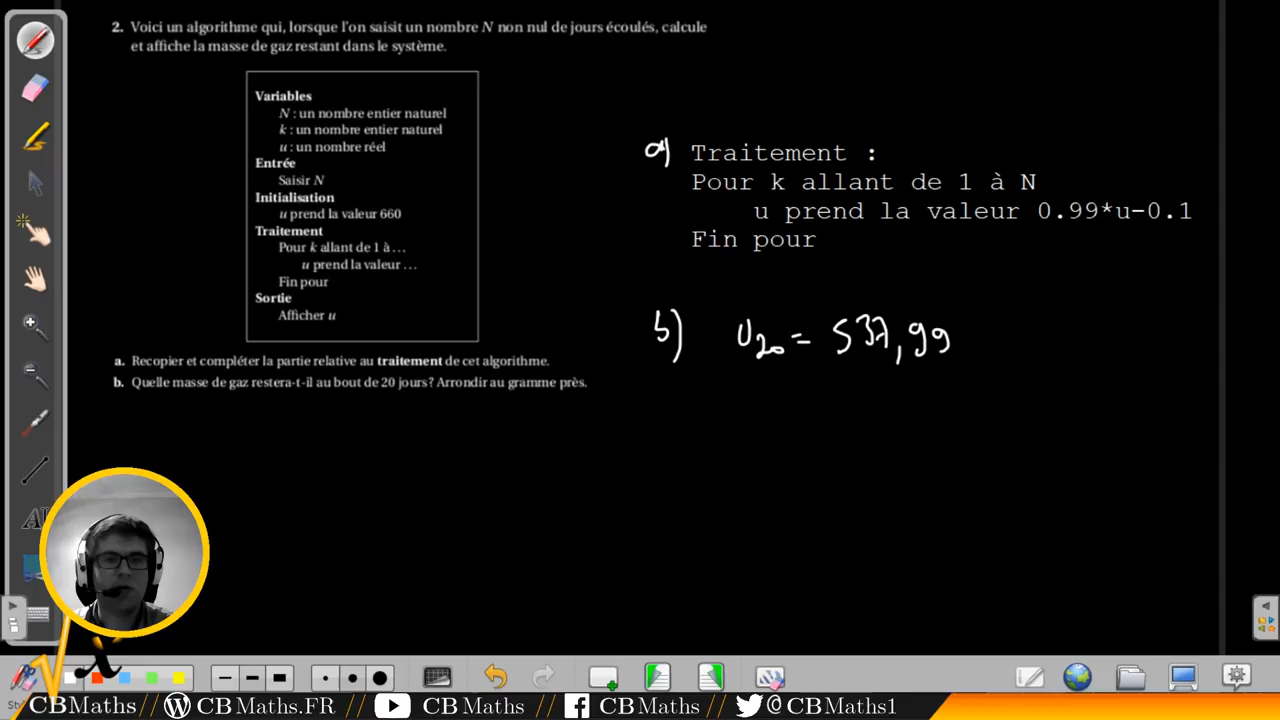 2. Voici un algorithme qui, lorsque l'on saisit un nombre N non nul de jours écoulés, calcule
et affiche la masse de gaz restant dans le système.
Variables
N : un nombre entier naturel
k : un nombre entier naturel
u : un nombre réel
Entrée
Saisir N
Initialisation
u prend la valeur 660
Traitement
Pour k allant de 1 à ...
u prend la valeur ...
Fin pour
Sortie
Afficher u
a. Recopier et compléter la partie relative au traitement de cet algorithme.
b. Quelle masse de gaz restera-t-il au bout de 20 jours ? Arrondir au gramme près.
a) Traitement :
Pour k allant de 1 à N
u prend la valeur 0.99*u-0.1
Fin pour
b) U20 = 537,99
CBMaths
CBMaths.FR
CBMaths
CBMaths
@CBMaths1